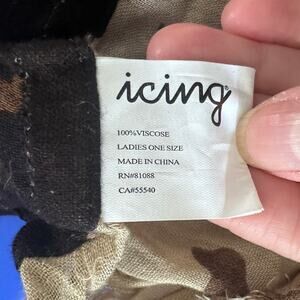 icing
100%VISCOSE
LADIES ONE SIZE
MADE IN CHINA
RN#81088
CA#55540